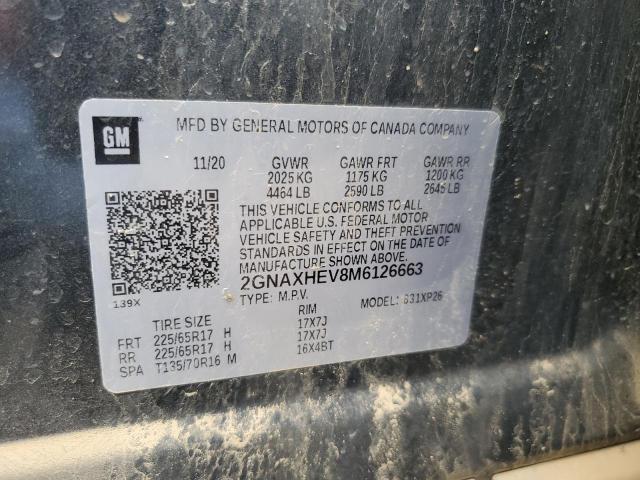 GM
MFD BY GENERAL MOTORS OF CANADA COMPANY
11/20 GVWR GAWR FRT GAWR RR
2025 KG 1175 KG 1200 KG
4464 LB 2590 LB 2645 LB
THIS VEHICLE CONFORMS TO ALL
APPLICABLE U.S. FEDERAL MOTOR
VEHICLE SAFETY AND THEFT PREVENTION
STANDARDS IN EFFECT ON THE DATE OF
MANUFACTURE SHOWN ABOVE.
2GNAXHEV8M6126663
139X
TYPE: M.P.V. MODEL: 631XP26
TIRE SIZE RIM
FRT 225/65R17 H 17X7J
RR 225/65R17 H 17X7J
SPA T135/70R16 M 16X4BT